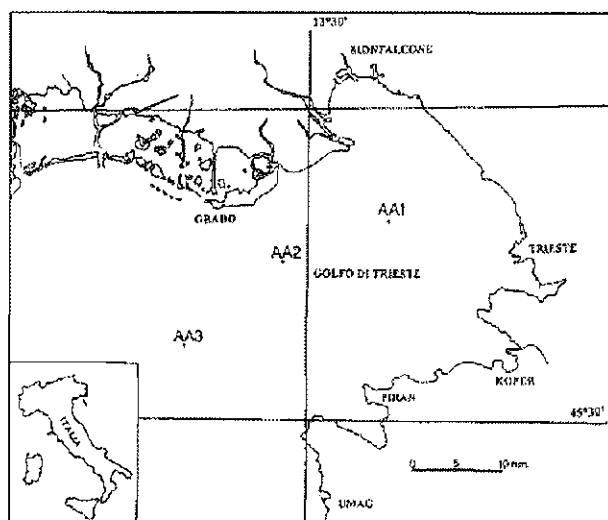 13°30'
MONFALCONE
GRADO
AA1
TRIESTE
AA2
GOLFO DI TRIESTE
AA3
KOPER
PIRAN
45°30'
ITALIA
0 5 10 nm
UMAG